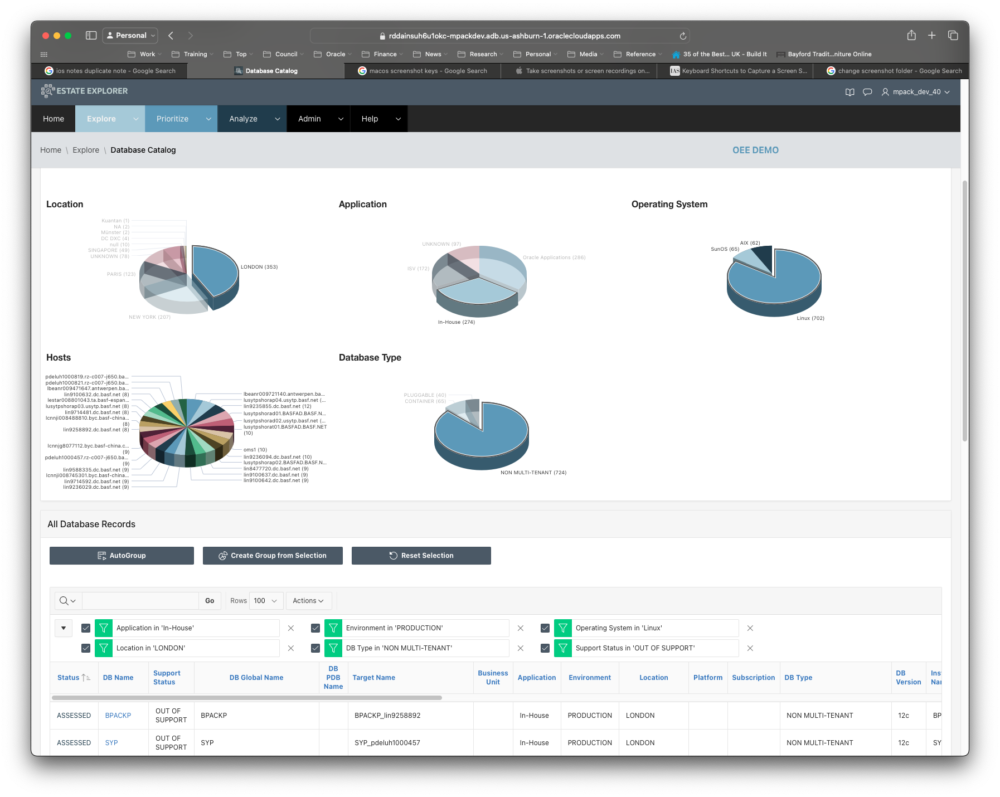 Personal
rddainsuh6u1okc-mpackdev.adb.us-ashburn-1.oraclecloudapps.com
Work Training Top Council Oracle Finance News Research Personal Media Reference 35 of the Best... UK - Build It Bayford Tradit...niture Online
ios notes duplicate note - Google Search Database Catalog macos screenshot keys - Google Search Take screenshots or screen recordings on... IAS Keyboard Shortcuts to Capture a Screen S... change screenshot folder - Google Search
ESTATE EXPLORER mpack_dev_40
Home Explore Prioritize Analyze Admin Help
Home \ Explore \ Database Catalog OEE DEMO
Location
Kuantan (1)
NA (2)
Münster (2)
DC DXC (4)
null (10)
SINGAPORE (49)
UNKNOWN (78)
PARIS (123)
NEW YORK (207)
LONDON (353)
Application
UNKNOWN (97)
ISV (172)
Oracle Applications (286)
In-House (274)
Operating System
AIX (62)
SunOS (65)
Linux (702)
Hosts
pdeluh1000819.rz-c007-j650.ba...
pdeluh1000821.rz-c007-j650.ba...
lbeanr009471647.antwerpen.ba...
lin9100632.dc.basf.net (8)
lestar008801043.ta.basf-espan...
lusytpshorap03.usytp.basf.net (8)
lin9714481.dc.basf.net (8)
lcnnji008488810.byc.basf-china...
(8)
lin9258892.dc.basf.net (8)
lcnnjg8077112.byc.basf-china.c...
(9)
pdeluh1000457.rz-c007-j650.ba...
(9)
lin9588335.dc.basf.net (9)
lcnnji008745301.byc.basf-china...
lin9714592.dc.basf.net (9)
lin9236029.dc.basf.net (9)
lbeanr009721140.antwerpen.ba...
lusytpshorap04.usytp.basf.net (...
lin9235855.dc.basf.net (12)
lusytpshorad01.BASFAD.BASF.N...
lusytpshorad02.usytp.basf.net (...
lusytpshorat01.BASFAD.BASF.NET
(10)
oms1 (10)
lin9236094.dc.basf.net (10)
lusytpshorap02.BASFAD.BASF.N...
lin8477720.dc.basf.net (9)
lin9100637.dc.basf.net (9)
lin9100642.dc.basf.net (9)
Database Type
PLUGGABLE (40)
CONTAINER (65)
NON MULTI-TENANT (724)
All Database Records
AutoGroup Create Group from Selection Reset Selection
Go Rows 100 Actions
Application in 'In-House' Environment in 'PRODUCTION' Operating System in 'Linux'
Location in 'LONDON' DB Type in 'NON MULTI-TENANT' Support Status in 'OUT OF SUPPORT'
Status DB Name Support Status DB Global Name DB PDB Name Target Name Business Unit Application Environment Location Platform Subscription DB Type DB Version
ASSESSED BPACKP OUT OF SUPPORT BPACKP BPACKP_lin9258892 In-House PRODUCTION LONDON NON MULTI-TENANT 12c BP
ASSESSED SYP OUT OF SUPPORT SYP SYP_pdeluh1000457 In-House PRODUCTION LONDON NON MULTI-TENANT 12c SY